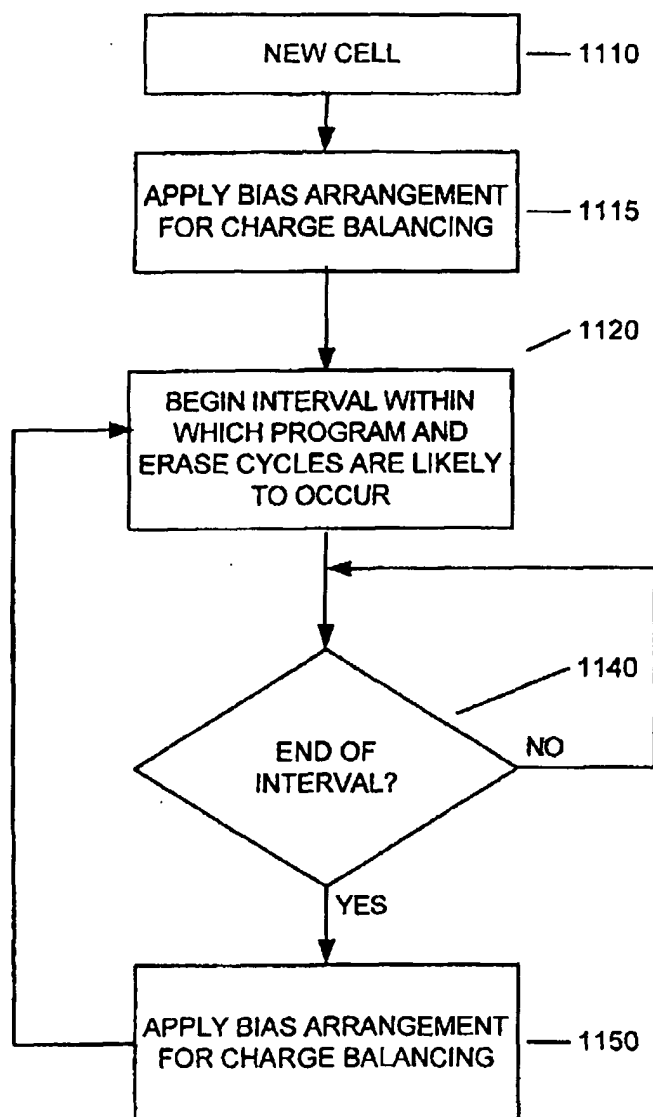 NEW CELL
1110
APPLY BIAS ARRANGEMENT
FOR CHARGE BALANCING
1115
1120
BEGIN INTERVAL WITHIN
WHICH PROGRAM AND
ERASE CYCLES ARE LIKELY
TO OCCUR
1140
END OF
INTERVAL?
NO
YES
APPLY BIAS ARRANGEMENT
FOR CHARGE BALANCING
1150